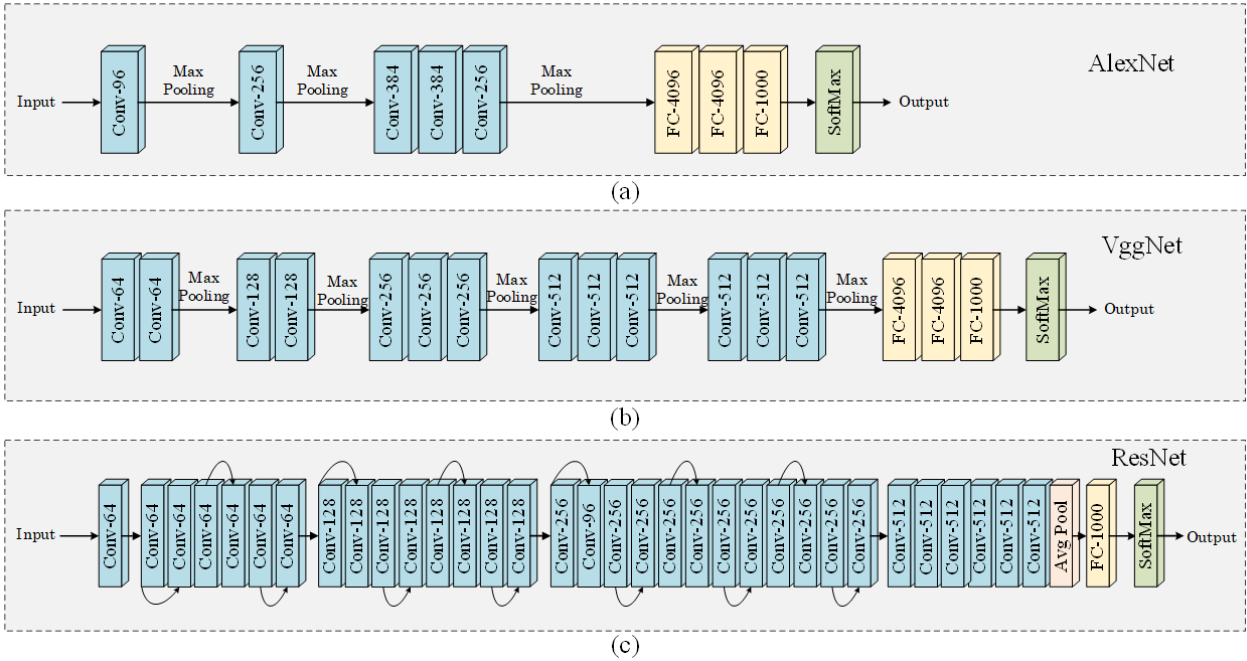 AlexNet
Input
Conv-96
Max
Pooling
Conv-256
Max
Pooling
Conv-384
Conv-384
Conv-256
Max
Pooling
FC-4096
FC-4096
FC-1000
SoftMax
Output
(a)
VggNet
Input
Conv-64
Conv-64
Max
Pooling
Conv-128
Conv-128
Max
Pooling
Conv-256
Conv-256
Conv-256
Max
Pooling
Conv-512
Conv-512
Conv-512
Max
Pooling
Conv-512
Conv-512
Conv-512
Max
Pooling
FC-4096
FC-4096
FC-1000
SoftMax
Output
(b)
ResNet
Input
Conv-64
Conv-64
Conv-64
Conv-64
Conv-64
Conv-64
Conv-64
Conv-128
Conv-128
Conv-128
Conv-128
Conv-128
Conv-128
Conv-128
Conv-128
Conv-256
Conv-96
Conv-256
Conv-256
Conv-256
Conv-256
Conv-256
Conv-256
Conv-256
Conv-256
Conv-256
Conv-256
Conv-512
Conv-512
Conv-512
Conv-512
Conv-512
Conv-512
Avg Pool
FC-1000
SoftMax
Output
(c)